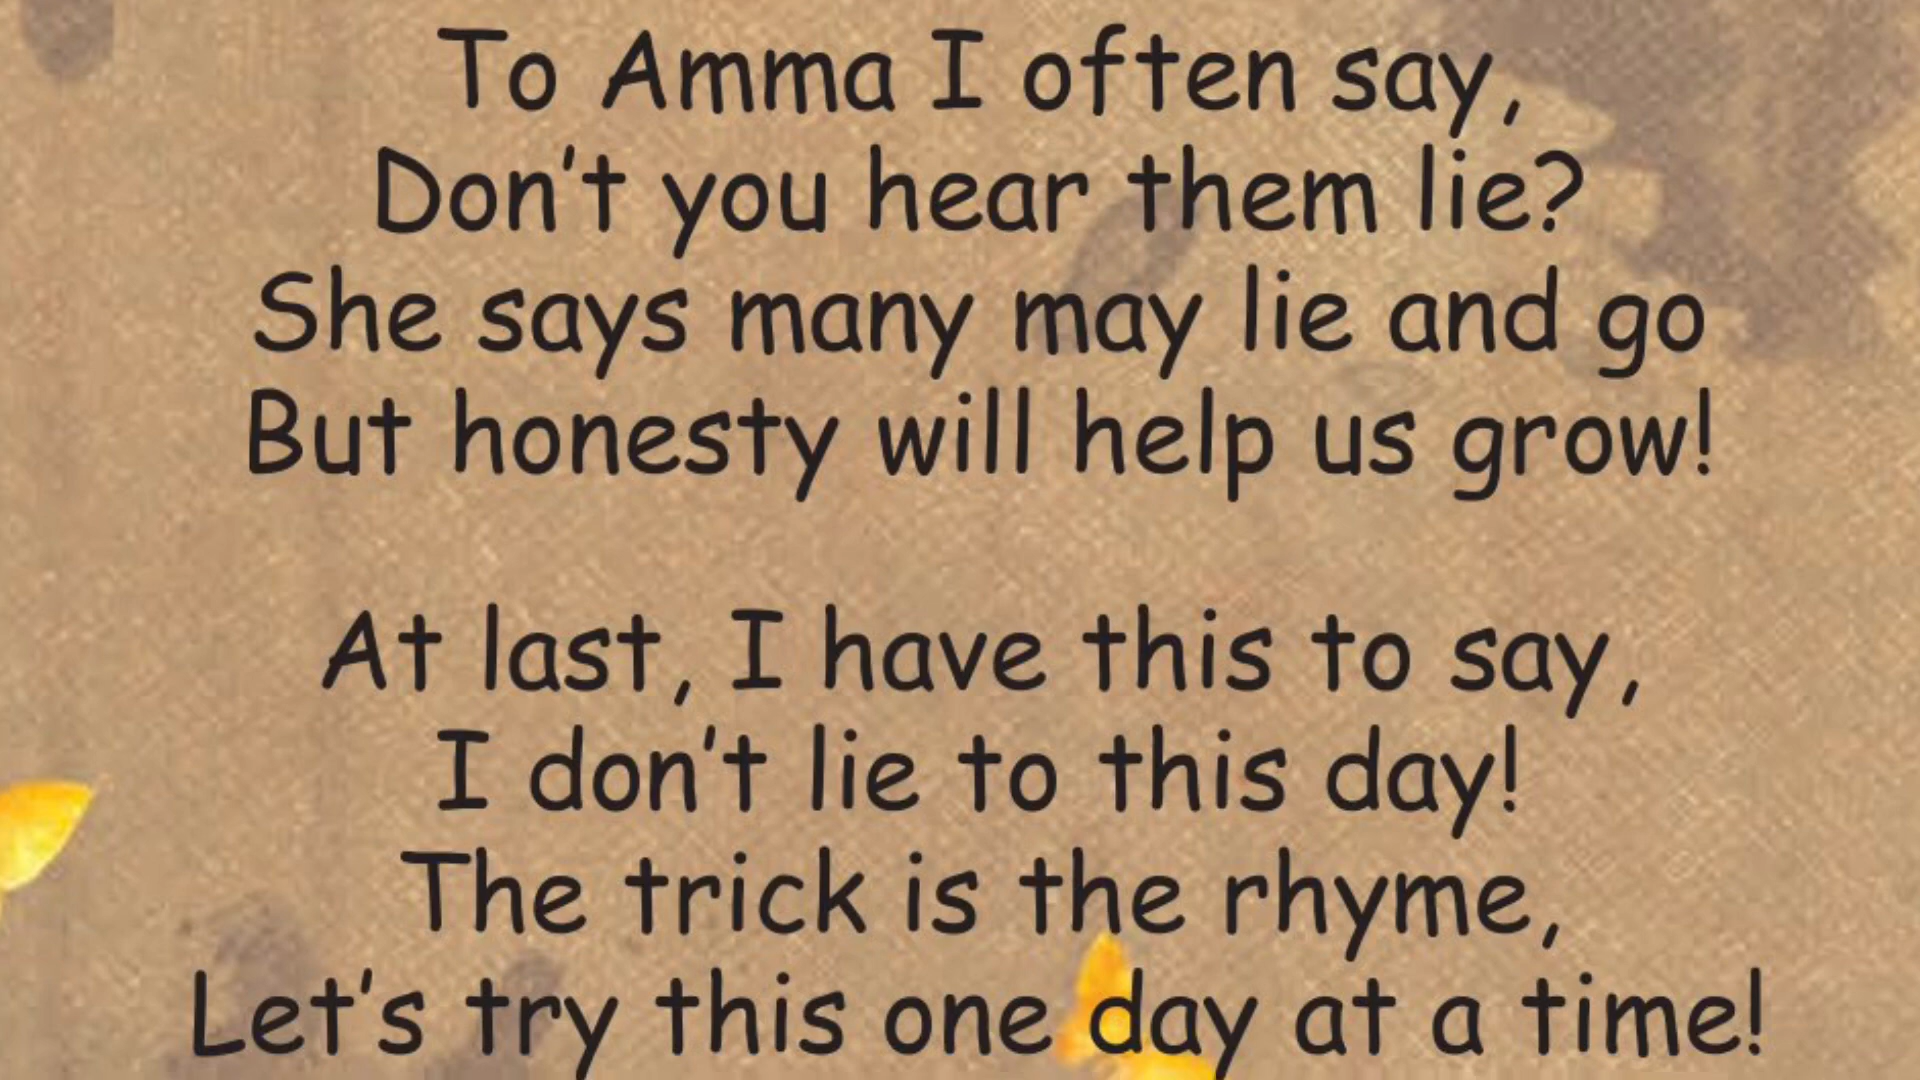 To Amma I often say,
Don't you hear them lie?
She says many may lie and go
But honesty will help us grow!
At last, I have this to say,
I don't lie to this day!
The trick is the rhyme,
Let's try this one day at a time!